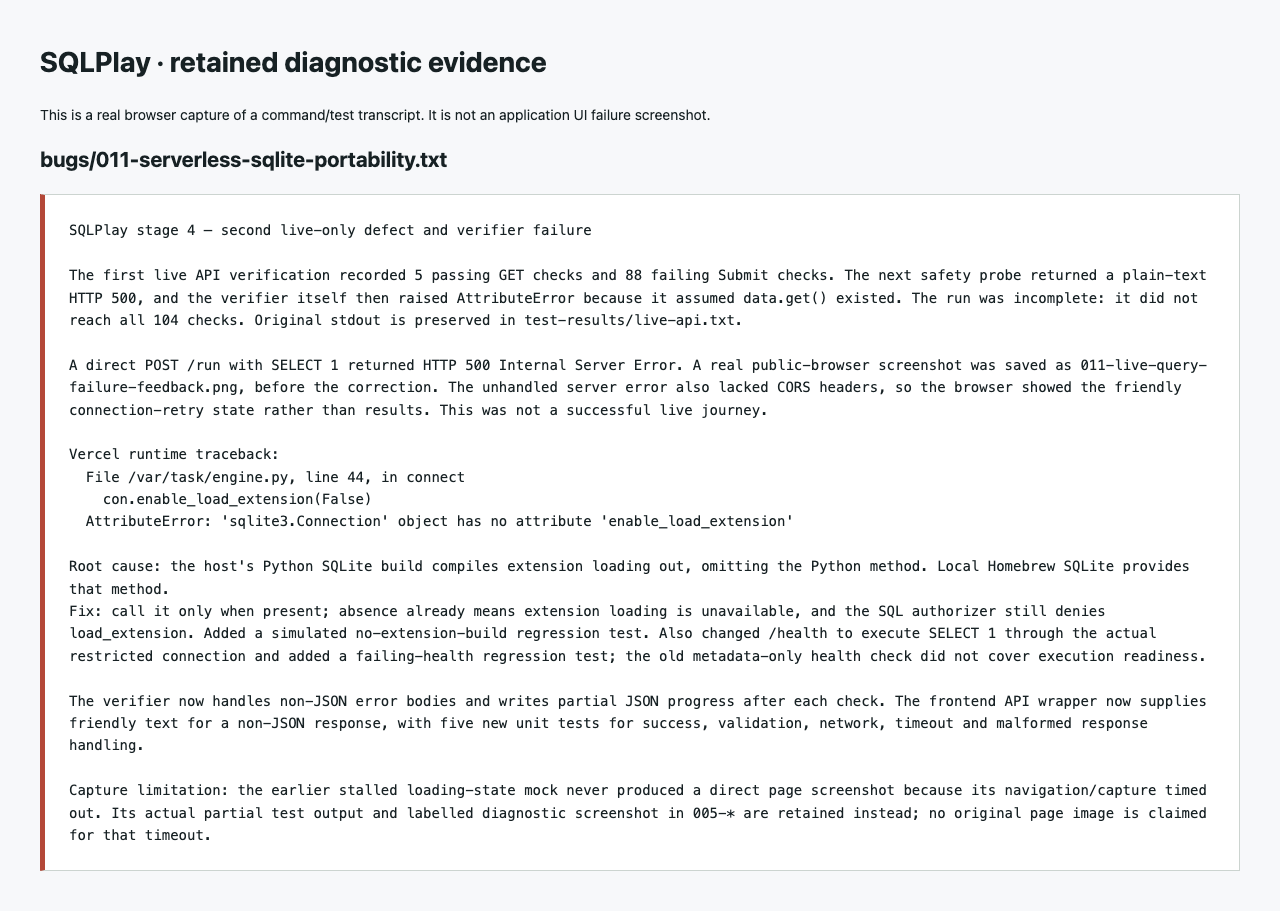 SQLPlay · retained diagnostic evidence
This is a real browser capture of a command/test transcript. It is not an application UI failure screenshot.
bugs/011-serverless-sqlite-portability.txt
SQLPlay stage 4 — second live-only defect and verifier failure
The first live API verification recorded 5 passing GET checks and 88 failing Submit checks. The next safety probe returned a plain-text
HTTP 500, and the verifier itself then raised AttributeError because it assumed data.get() existed. The run was incomplete: it did not
reach all 104 checks. Original stdout is preserved in test-results/live-api.txt.
A direct POST /run with SELECT 1 returned HTTP 500 Internal Server Error. A real public-browser screenshot was saved as 011-live-query-
failure-feedback.png, before the correction. The unhandled server error also lacked CORS headers, so the browser showed the friendly
connection-retry state rather than results. This was not a successful live journey.
Vercel runtime traceback:
  File /var/task/engine.py, line 44, in connect
    con.enable_load_extension(False)
  AttributeError: 'sqlite3.Connection' object has no attribute 'enable_load_extension'
Root cause: the host's Python SQLite build compiles extension loading out, omitting the Python method. Local Homebrew SQLite provides
that method.
Fix: call it only when present; absence already means extension loading is unavailable, and the SQL authorizer still denies
load_extension. Added a simulated no-extension-build regression test. Also changed /health to execute SELECT 1 through the actual
restricted connection and added a failing-health regression test; the old metadata-only health check did not cover execution readiness.
The verifier now handles non-JSON error bodies and writes partial JSON progress after each check. The frontend API wrapper now supplies
friendly text for a non-JSON response, with five new unit tests for success, validation, network, timeout and malformed response
handling.
Capture limitation: the earlier stalled loading-state mock never produced a direct page screenshot because its navigation/capture timed
out. Its actual partial test output and labelled diagnostic screenshot in 005-* are retained instead; no original page image is claimed
for that timeout.